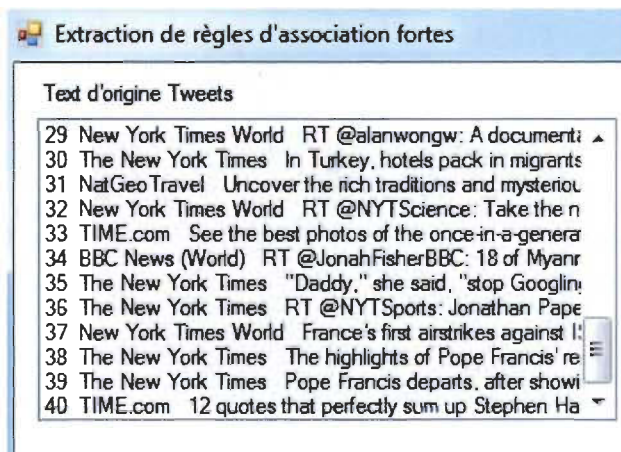 Extraction de règles d'association fortes
Text d'origine Tweets
29 New York Times World RT @alanwongw: A documenta
30 The New York Times In Turkey, hotels pack in migrants
31 NatGeoTravel Uncover the rich traditions and mysteriou
32 New York Times World RT @NYTScience: Take the n
33 TIME.com See the best photos of the once-in-a-genera
34 BBC News (World) RT @JonahFisherBBC: 18 of Myanr
35 The New York Times "Daddy," she said, "stop Googling
36 The New York Times RT @NYTSports: Jonathan Pape
37 New York Times World France's first airstrikes against I
38 The New York Times The highlights of Pope Francis' re
39 The New York Times Pope Francis departs, after showi
40 TIME.com 12 quotes that perfectly sum up Stephen Ha